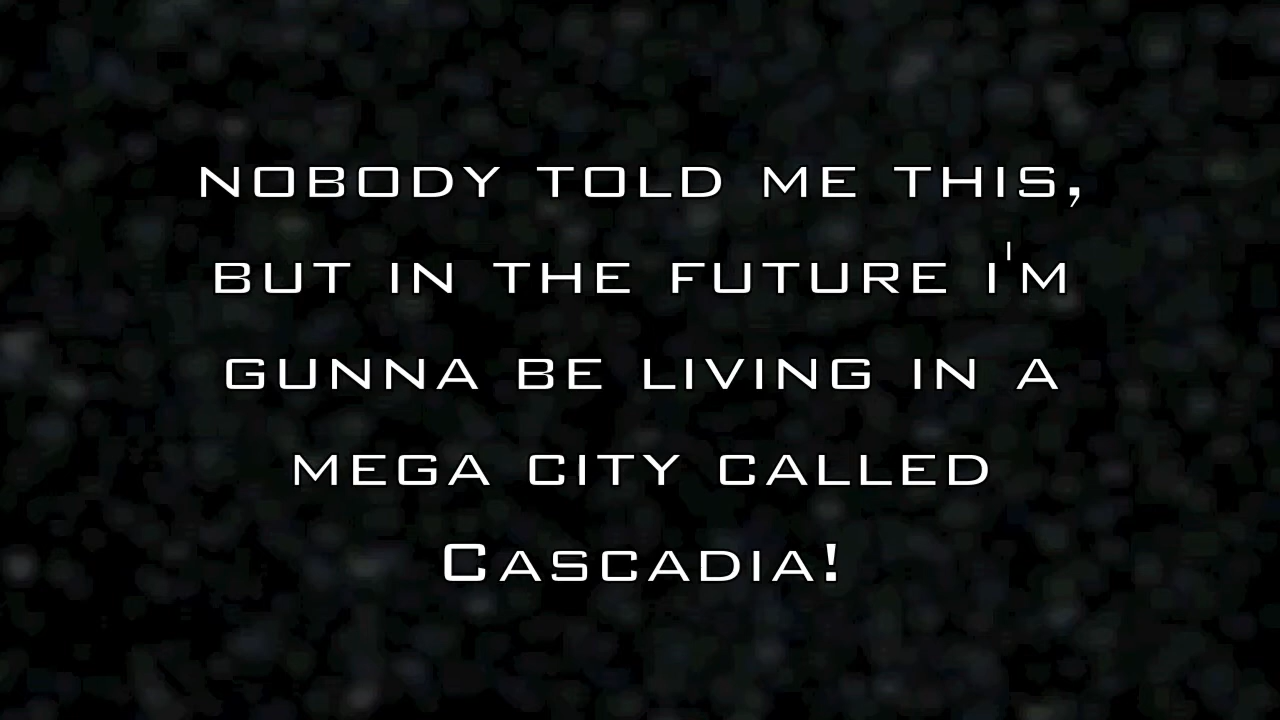 nobody told me this,
but in the future i'm
gunna be living in a
mega city called
Cascadia!